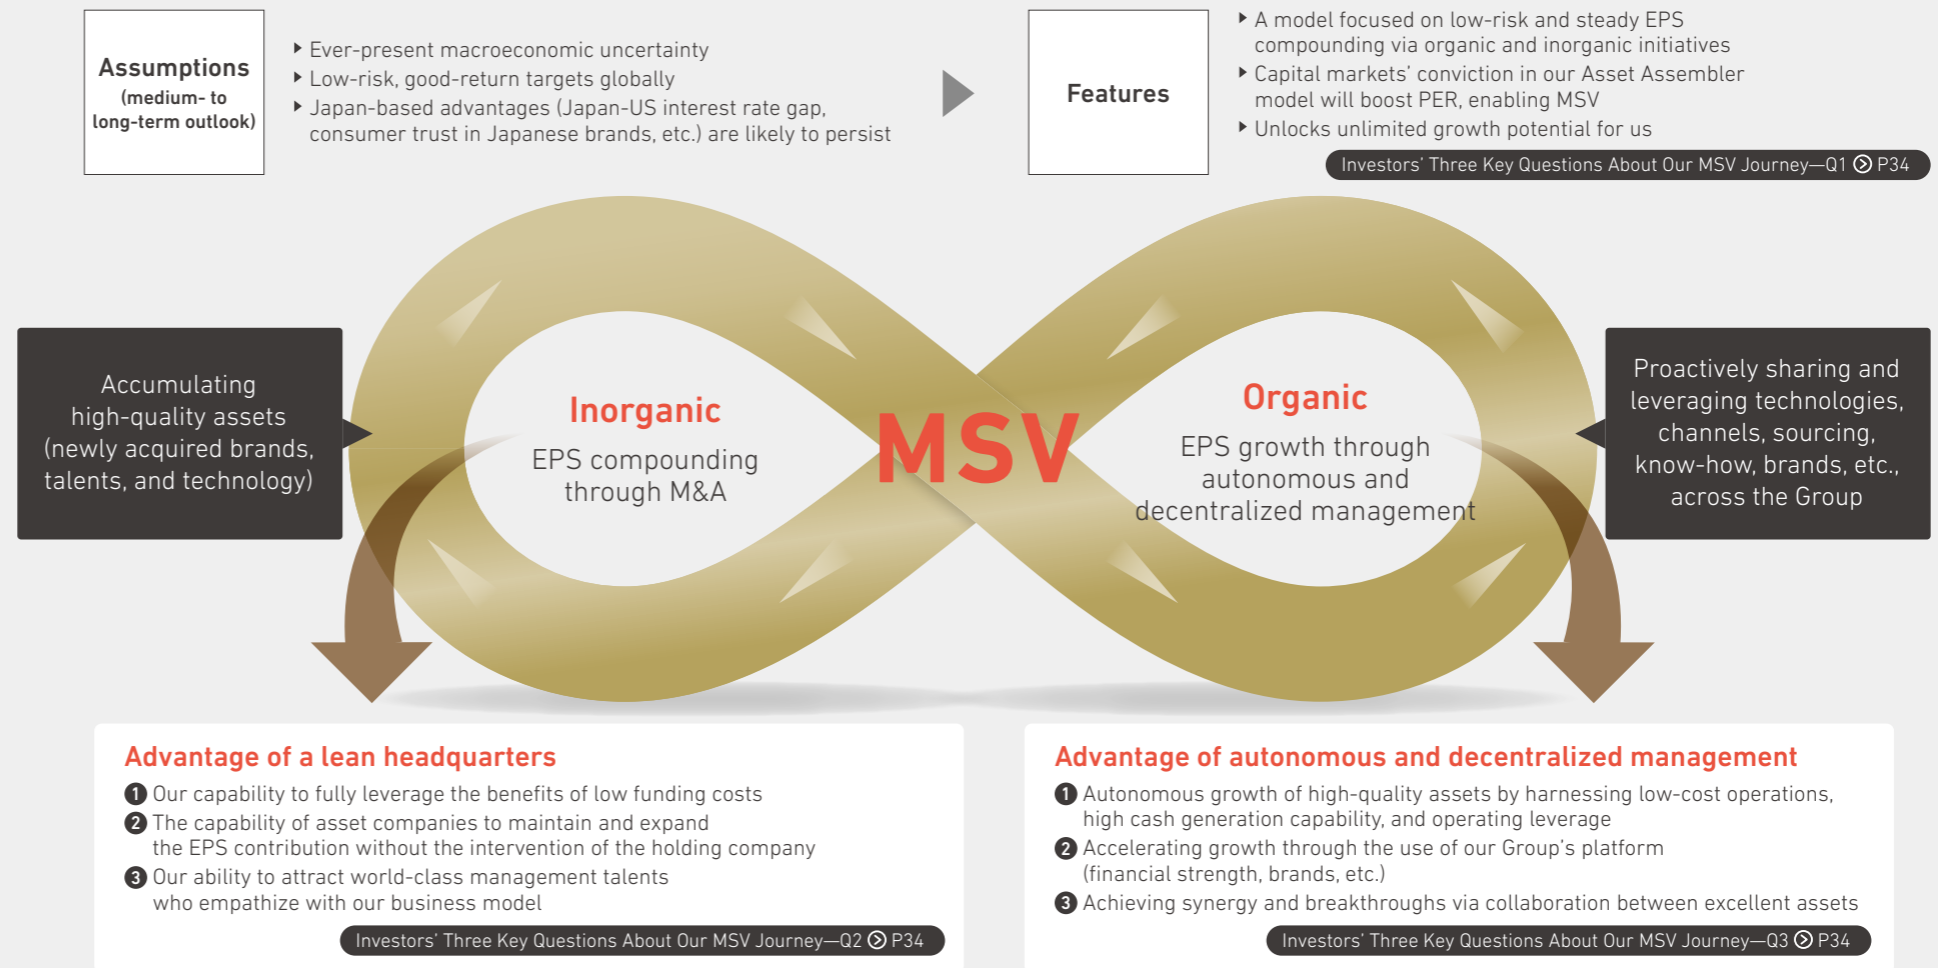 Assumptions
(medium- to
long-term outlook)
▶ Ever-present macroeconomic uncertainty
▶ Low-risk, good-return targets globally
▶ Japan-based advantages (Japan-US interest rate gap,
consumer trust in Japanese brands, etc.) are likely to persist
Features
▶ A model focused on low-risk and steady EPS
compounding via organic and inorganic initiatives
▶ Capital markets’ conviction in our Asset Assembler
model will boost PER, enabling MSV
▶ Unlocks unlimited growth potential for us
Investors’ Three Key Questions About Our MSV Journey—Q1 P34
Accumulating
high-quality assets
(newly acquired brands,
talents, and technology)
Inorganic
EPS compounding
through M&A
MSV
Organic
EPS growth through
autonomous and
decentralized management
Proactively sharing and
leveraging technologies,
channels, sourcing,
know-how, brands, etc.,
across the Group
Advantage of a lean headquarters
1 Our capability to fully leverage the benefits of low funding costs
2 The capability of asset companies to maintain and expand
the EPS contribution without the intervention of the holding company
3 Our ability to attract world-class management talents
who empathize with our business model
Investors’ Three Key Questions About Our MSV Journey—Q2 P34
Advantage of autonomous and decentralized management
1 Autonomous growth of high-quality assets by harnessing low-cost operations,
high cash generation capability, and operating leverage
2 Accelerating growth through the use of our Group’s platform
(financial strength, brands, etc.)
3 Achieving synergy and breakthroughs via collaboration between excellent assets
Investors’ Three Key Questions About Our MSV Journey—Q3 P34